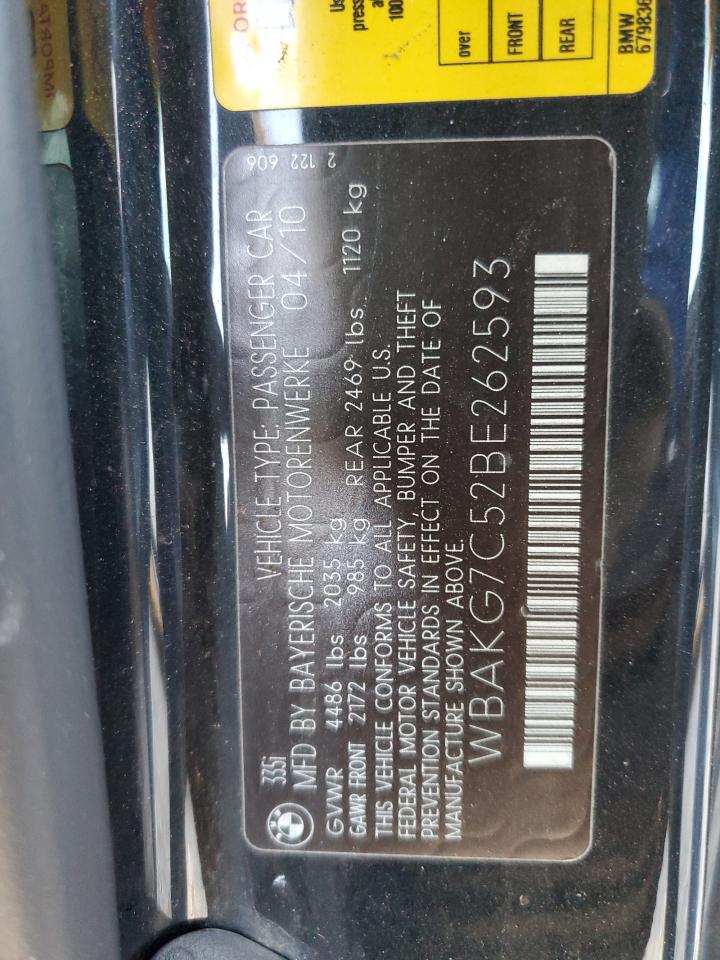 335i VEHICLE TYPE: PASSENGER CAR
MFD BY BAYERISCHE MOTORENWERKE 04/10
GVWR 4486 lbs 2035 kg
GAWR FRONT 2172 lbs 985 kg REAR 2469 lbs. 1120 kg
THIS VEHICLE CONFORMS TO ALL APPLICABLE U.S.
FEDERAL MOTOR VEHICLE SAFETY, BUMPER AND THEFT
PREVENTION STANDARDS IN EFFECT ON THE DATE OF
MANUFACTURE SHOWN ABOVE.
WBAKG7C52BE262593
2 122 606
over
FRONT
REAR
BMW